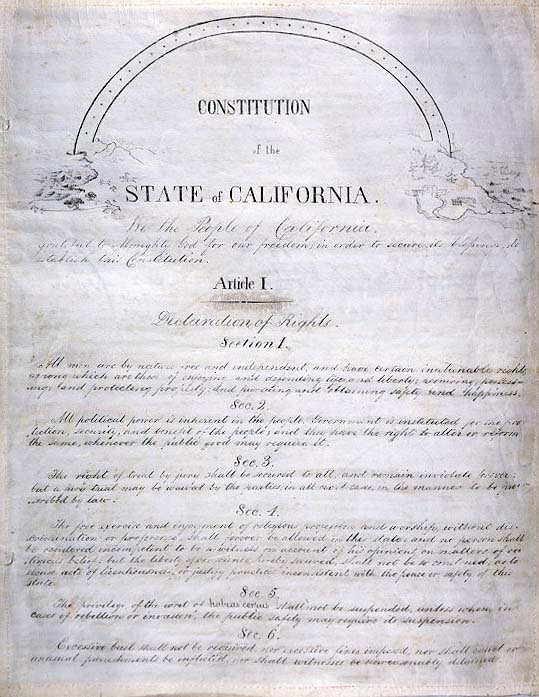 CONSTITUTION
of the
STATE of CALIFORNIA.
We the People of California,
grateful to Almighty God for our freedom, in order to secure its blessings, do
establish this Constitution.
Article I.
Declaration of Rights.
Section 1.
All men are by nature free and independent, and have certain inalienable rights,
among which are those of enjoying and defending life and liberty, acquiring, possess-
ing, and protecting property: and pursuing and obtaining safety and happiness.
Sec. 2.
All political power is inherent in the people. Government is instituted for the pro-
tection, security, and benefit of the people; and they have the right to alter or reform
the same, whenever the public good may require it.
Sec. 3.
The right of trial by jury shall be secured to all, and remain inviolate forever;
but a jury trial may be waived by the parties, in all civil cases, in the manner to be pre-
scribed by law.
Sec. 4.
The free exercise and enjoyment of religious profession and worship, without dis-
crimination or preference, shall forever be allowed in this state: and no person shall
be rendered incompetent to be a witness on account of his opinions on matters of re-
ligious belief; but the liberty of conscience, hereby secured, shall not be so construed, as to
excuse acts of licentiousness, or justify practices inconsistent with the peace or safety of this
state.
Sec. 5.
The privilege of the writ of habeas corpus shall not be suspended, unless when, in
cases of rebellion or invasion, the public safety may require its suspension.
Sec. 6.
Excessive bail shall not be required, nor excessive fines imposed, nor shall cruel or
unusual punishments be inflicted, nor shall witnesses be unreasonably detained.